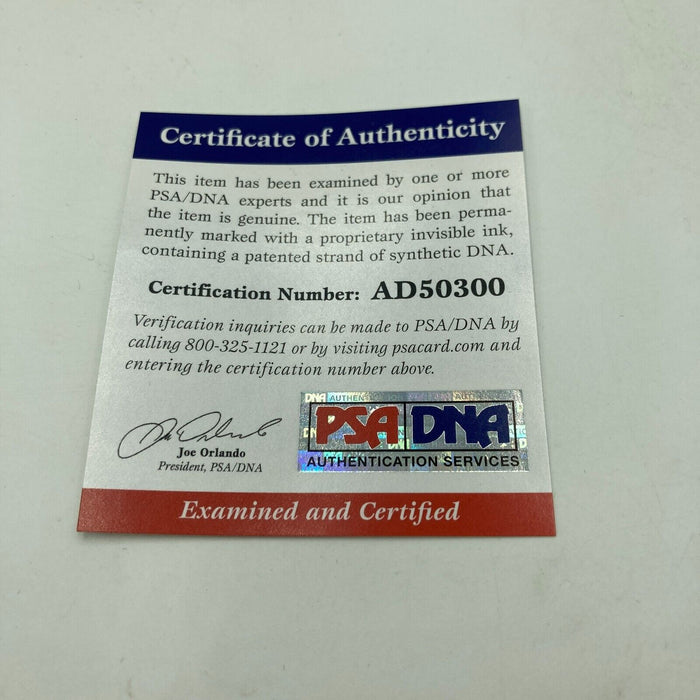 Certificate of Authenticity
This item has been examined by one or more
PSA/DNA experts and it is our opinion that
the item is genuine. The item has been perma-
nently marked with a proprietary invisible ink,
containing a patented strand of synthetic DNA.
Certification Number: AD50300
Verification inquiries can be made to PSA/DNA by
calling 800-325-1121 or by visiting psacard.com and
entering the certification number above.
Joe Orlando
President, PSA/DNA
DNA AUTHEN
PSA DNA
AUTHENTICATION SERVICES
Examined and Certified